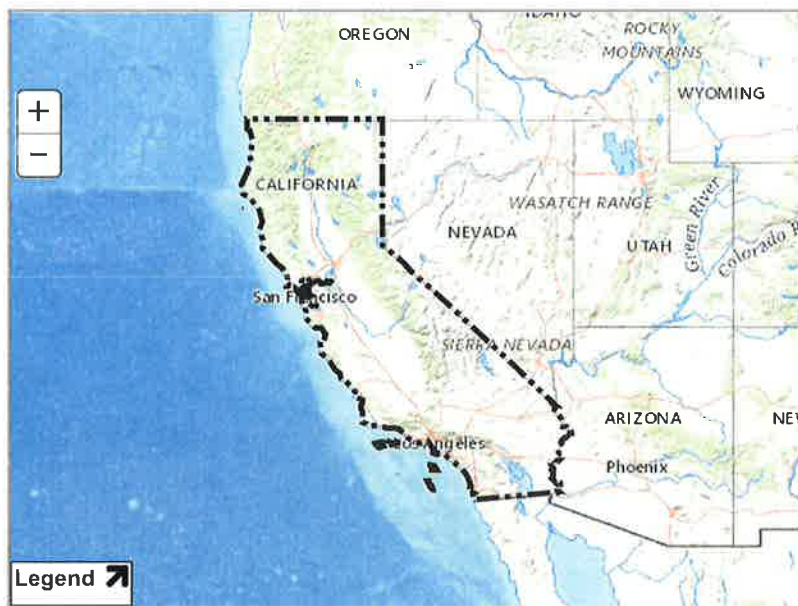 IDAHO
ROCKY
MOUNTAINS
OREGON
WYOMING
+
−
CALIFORNIA
WASATCH RANGE
NEVADA
UTAH
Green River
Colorado R
San Francisco
SIERRA NEVADA
ARIZONA
NEV
Los Angeles
Phoenix
Legend